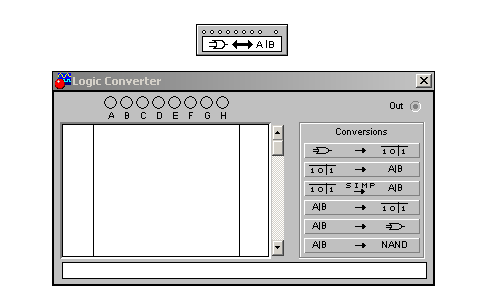 A|B
Logic Converter
A B C D E F G H
Out
Conversions
→ 1 0|1
1 0|1 → A|B
1 0|1 SIMP → A|B
A|B → 1 0|1
A|B →
A|B → NAND